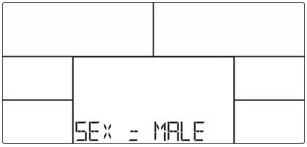 SEX = MALE